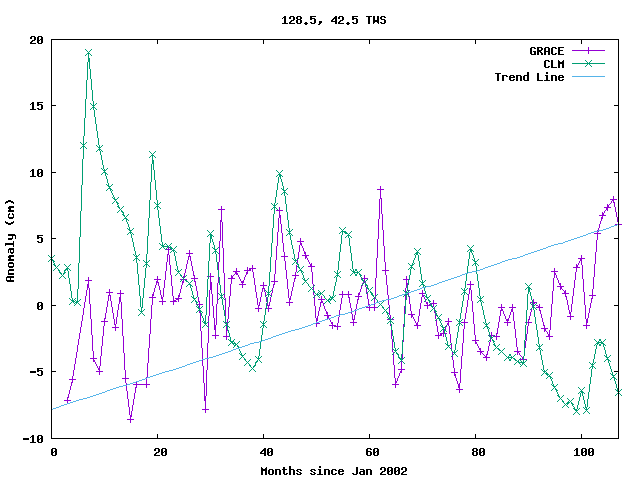 128.5, 42.5 TWS
GRACE
CLM
Trend Line
20
15
10
5
0
-5
-10
Anomaly (cm)
0 20 40 60 80 100
Months since Jan 2002